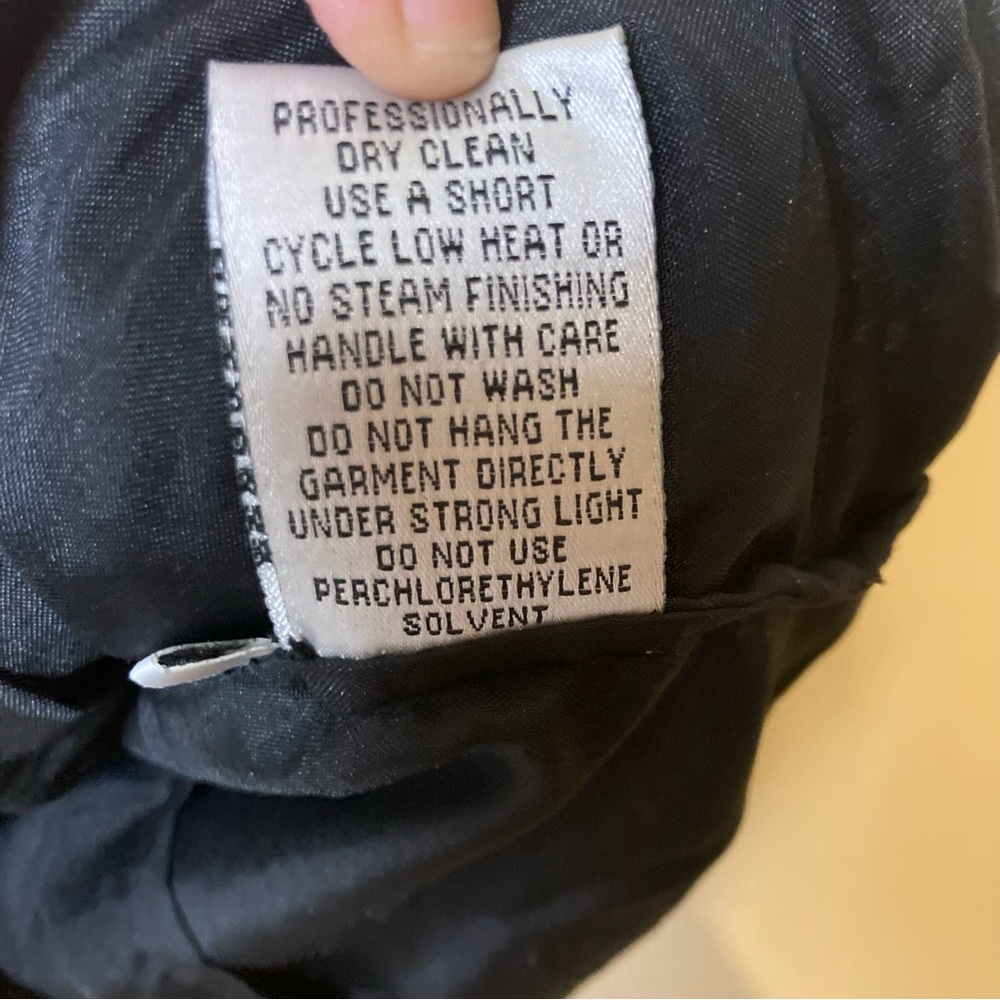 PROFESSIONALLY
DRY CLEAN
USE A SHORT
CYCLE LOW HEAT OR
NO STEAM FINISHING
HANDLE WITH CARE
DO NOT WASH
DO NOT HANG THE
GARMENT DIRECTLY
UNDER STRONG LIGHT
DO NOT USE
PERCHLORETHYLENE
SOLVENT